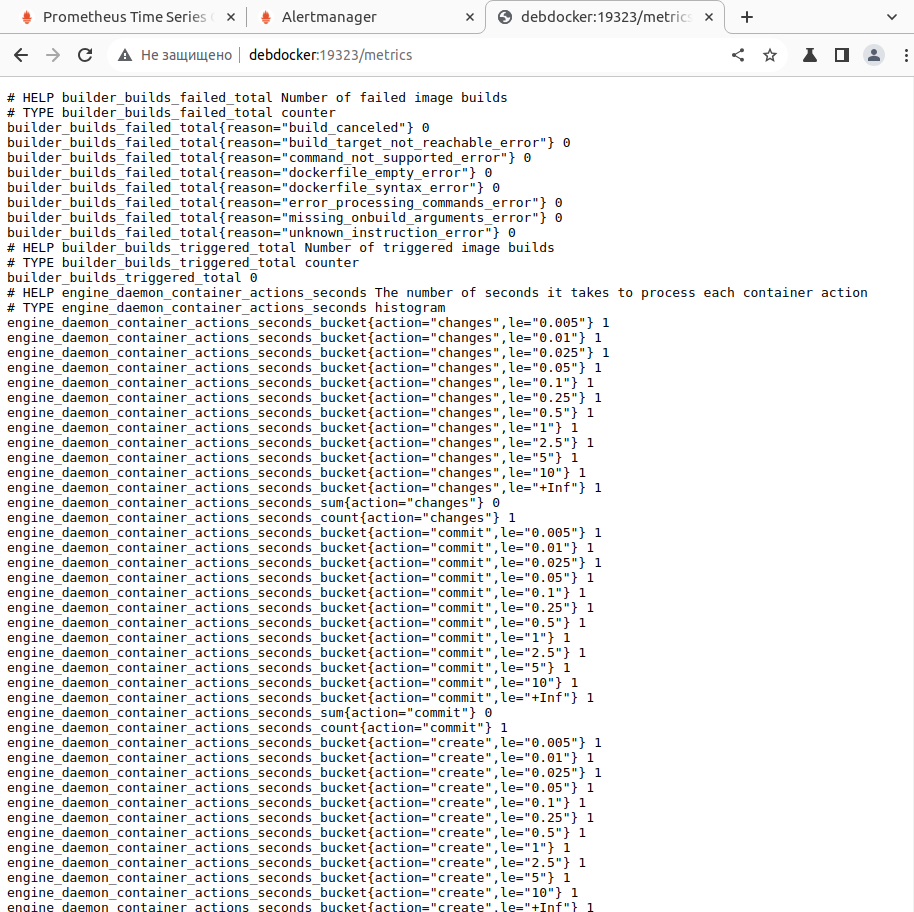 Prometheus Time Series
Alertmanager
debdocker:19323/metrics
Не защищено
debdocker:19323/metrics
# HELP builder_builds_failed_total Number of failed image builds
# TYPE builder_builds_failed_total counter
builder_builds_failed_total{reason="build_canceled"} 0
builder_builds_failed_total{reason="build_target_not_reachable_error"} 0
builder_builds_failed_total{reason="command_not_supported_error"} 0
builder_builds_failed_total{reason="dockerfile_empty_error"} 0
builder_builds_failed_total{reason="dockerfile_syntax_error"} 0
builder_builds_failed_total{reason="error_processing_commands_error"} 0
builder_builds_failed_total{reason="missing_onbuild_arguments_error"} 0
builder_builds_failed_total{reason="unknown_instruction_error"} 0
# HELP builder_builds_triggered_total Number of triggered image builds
# TYPE builder_builds_triggered_total counter
builder_builds_triggered_total 0
# HELP engine_daemon_container_actions_seconds The number of seconds it takes to process each container action
# TYPE engine_daemon_container_actions_seconds histogram
engine_daemon_container_actions_seconds_bucket{action="changes",le="0.005"} 1
engine_daemon_container_actions_seconds_bucket{action="changes",le="0.01"} 1
engine_daemon_container_actions_seconds_bucket{action="changes",le="0.025"} 1
engine_daemon_container_actions_seconds_bucket{action="changes",le="0.05"} 1
engine_daemon_container_actions_seconds_bucket{action="changes",le="0.1"} 1
engine_daemon_container_actions_seconds_bucket{action="changes",le="0.25"} 1
engine_daemon_container_actions_seconds_bucket{action="changes",le="0.5"} 1
engine_daemon_container_actions_seconds_bucket{action="changes",le="1"} 1
engine_daemon_container_actions_seconds_bucket{action="changes",le="2.5"} 1
engine_daemon_container_actions_seconds_bucket{action="changes",le="5"} 1
engine_daemon_container_actions_seconds_bucket{action="changes",le="10"} 1
engine_daemon_container_actions_seconds_bucket{action="changes",le="+Inf"} 1
engine_daemon_container_actions_seconds_sum{action="changes"} 0
engine_daemon_container_actions_seconds_count{action="changes"} 1
engine_daemon_container_actions_seconds_bucket{action="commit",le="0.005"} 1
engine_daemon_container_actions_seconds_bucket{action="commit",le="0.01"} 1
engine_daemon_container_actions_seconds_bucket{action="commit",le="0.025"} 1
engine_daemon_container_actions_seconds_bucket{action="commit",le="0.05"} 1
engine_daemon_container_actions_seconds_bucket{action="commit",le="0.1"} 1
engine_daemon_container_actions_seconds_bucket{action="commit",le="0.25"} 1
engine_daemon_container_actions_seconds_bucket{action="commit",le="0.5"} 1
engine_daemon_container_actions_seconds_bucket{action="commit",le="1"} 1
engine_daemon_container_actions_seconds_bucket{action="commit",le="2.5"} 1
engine_daemon_container_actions_seconds_bucket{action="commit",le="5"} 1
engine_daemon_container_actions_seconds_bucket{action="commit",le="10"} 1
engine_daemon_container_actions_seconds_bucket{action="commit",le="+Inf"} 1
engine_daemon_container_actions_seconds_sum{action="commit"} 0
engine_daemon_container_actions_seconds_count{action="commit"} 1
engine_daemon_container_actions_seconds_bucket{action="create",le="0.005"} 1
engine_daemon_container_actions_seconds_bucket{action="create",le="0.01"} 1
engine_daemon_container_actions_seconds_bucket{action="create",le="0.025"} 1
engine_daemon_container_actions_seconds_bucket{action="create",le="0.05"} 1
engine_daemon_container_actions_seconds_bucket{action="create",le="0.1"} 1
engine_daemon_container_actions_seconds_bucket{action="create",le="0.25"} 1
engine_daemon_container_actions_seconds_bucket{action="create",le="0.5"} 1
engine_daemon_container_actions_seconds_bucket{action="create",le="1"} 1
engine_daemon_container_actions_seconds_bucket{action="create",le="2.5"} 1
engine_daemon_container_actions_seconds_bucket{action="create",le="5"} 1
engine_daemon_container_actions_seconds_bucket{action="create",le="10"} 1
engine_daemon_container_actions_seconds_bucket{action="create",le="+Inf"} 1